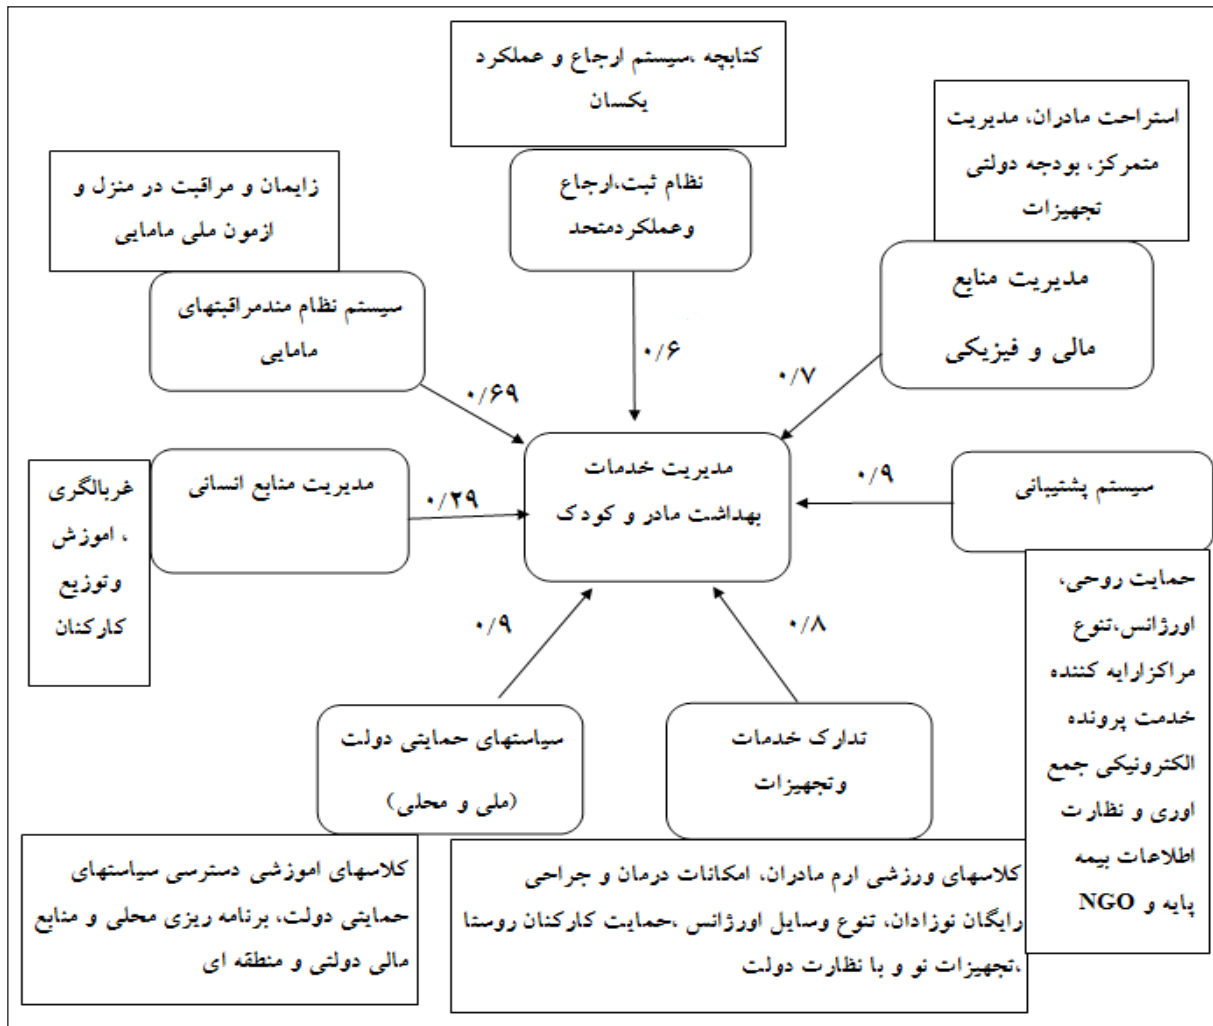 کتابچه ،سیستم ارجاع و عملکرد
یکسان
نظام ثبت،ارجاع
وعملکردمتحد
۰/۶
استراحت مادران، مدیریت
متمرکز، بودجه دولتی
تجهیزات
مدیریت منابع
مالی و فیزیکی
۰/۷
زایمان و مراقبت در منزل و
ازمون ملی مامایی
سیستم نظام مندمراقبتهای
مامایی
۰/۶۹
مدیریت خدمات
بهداشت مادر و کودک
سیستم پشتیبانی
۰/۹
حمایت روحی،
اورژانس،تنوع
مراکزارایه کننده
خدمت پرونده
الکترونیکی جمع
اوری و نظارت
اطلاعات بیمه
پایه و NGO
مدیریت منابع انسانی
۰/۲۹
غربالگری
، اموزش
وتوزیع
کارکنان
۰/۸
تدارک خدمات
وتجهیزات
کلاسهای ورزشی ارم مادران، امکانات درمان و جراحی
رایگان نوزادان، تنوع وسایل اورژانس ،حمایت کارکنان روستا
،تجهیزات نو و با نظارت دولت
۰/۹
سیاستهای حمایتی دولت
(ملی و محلی)
کلاسهای اموزشی دسترسی سیاستهای
حمایتی دولت، برنامه ریزی محلی و منابع
مالی دولتی و منطقه ای